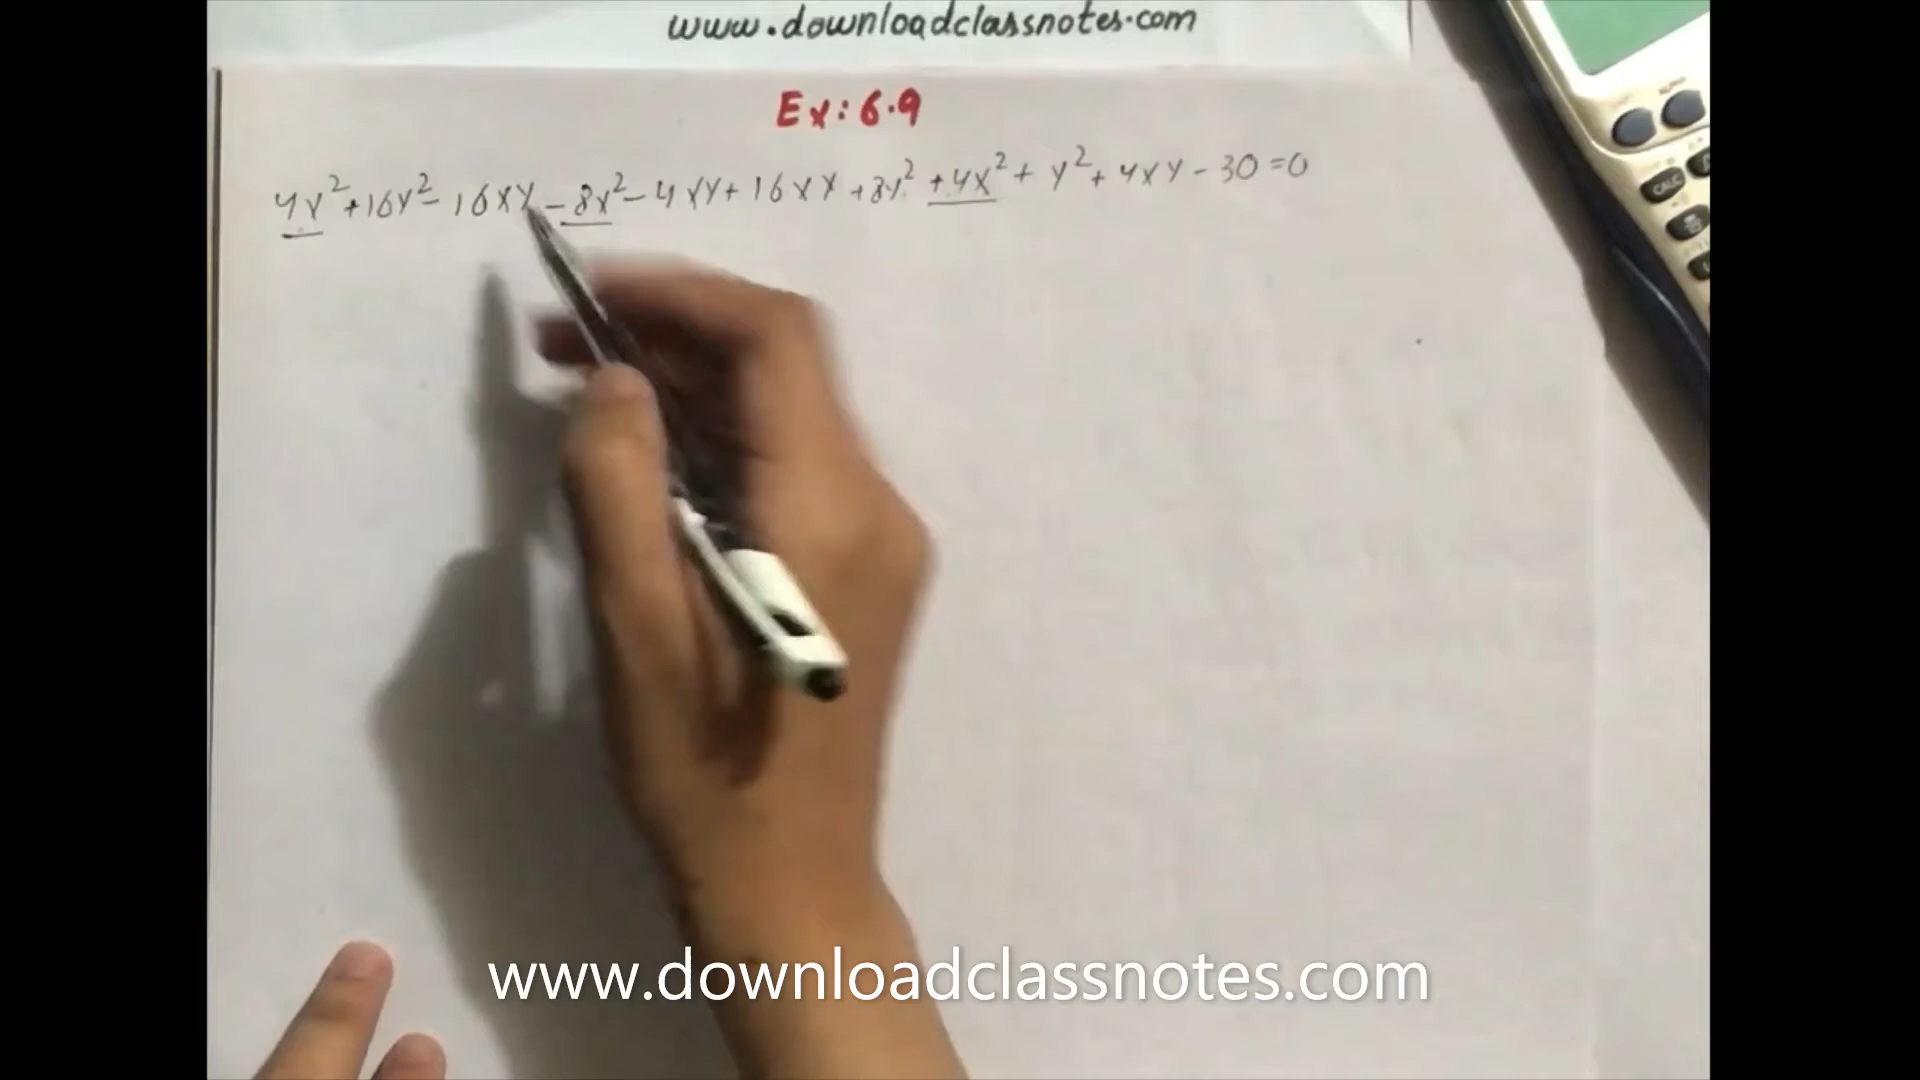 www.downloadclassnotes.com
Ex: 6.9
4x² + 16y² - 16xy - 8x² - 4xy + 16xy + 8y² + 4x² + y² + 4xy - 30 = 0
CALC
www.downloadclassnotes.com